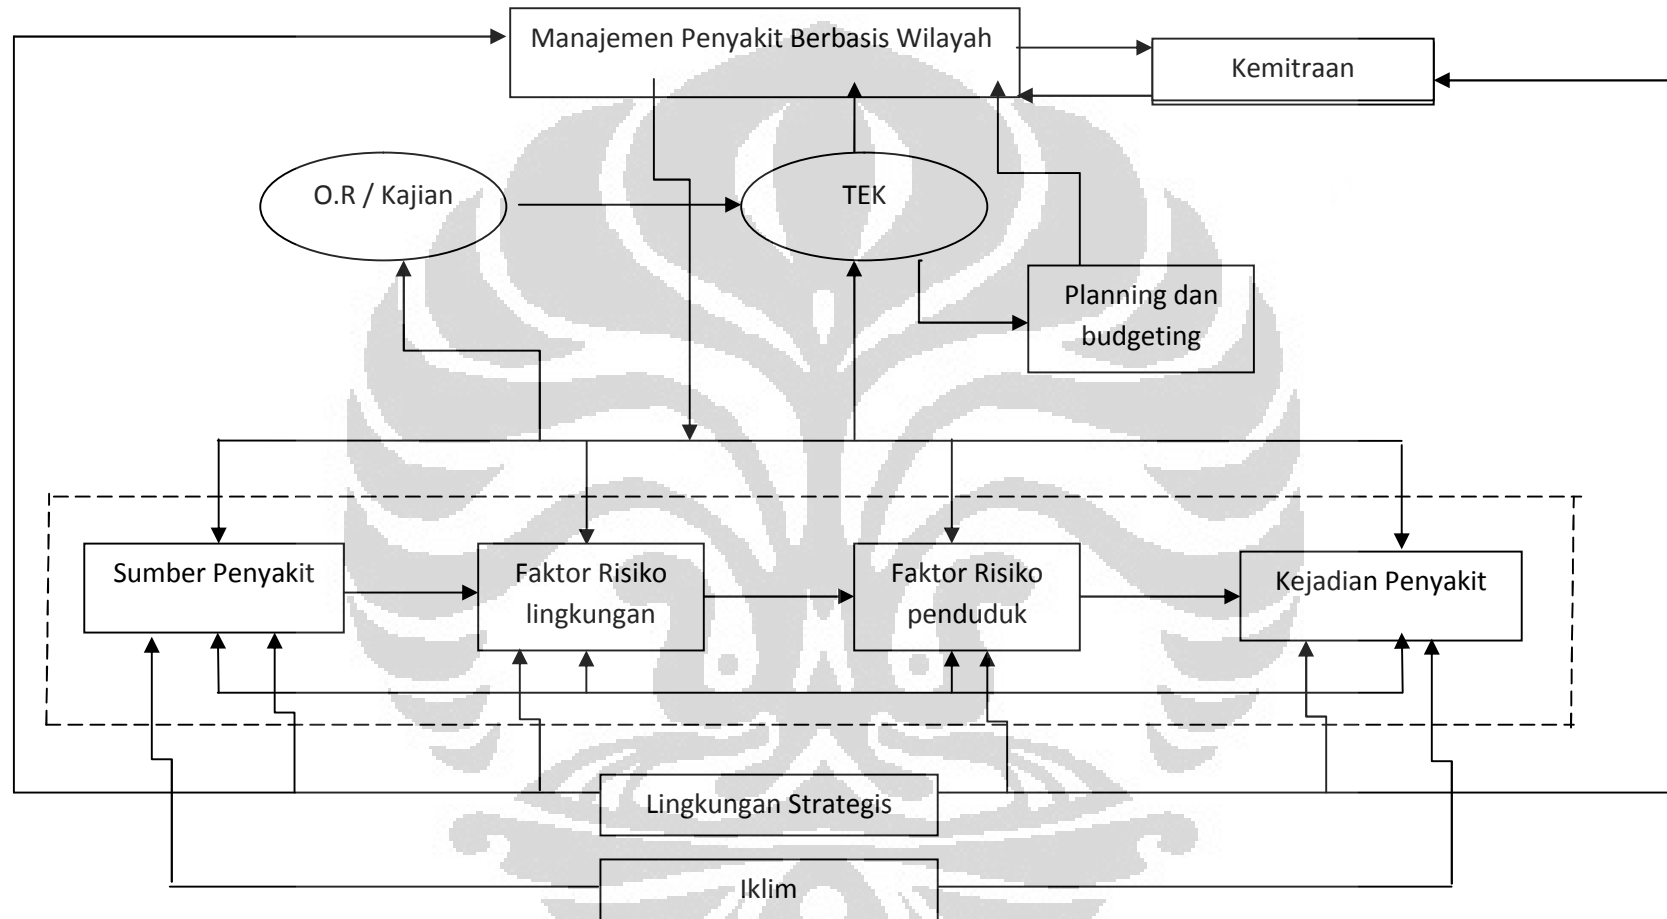 Manajemen Penyakit Berbasis Wilayah
Kemitraan
O.R / Kajian
TEK
Planning dan
budgeting
Sumber Penyakit
Faktor Risiko
lingkungan
Faktor Risiko
penduduk
Kejadian Penyakit
Lingkungan Strategis
Iklim